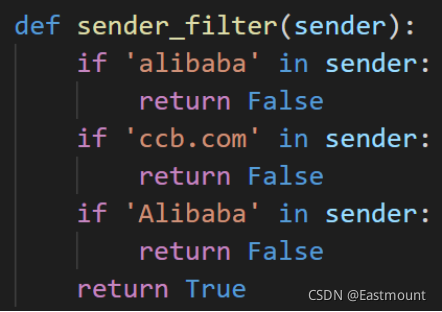 def sender_filter(sender):
    if 'alibaba' in sender:
        return False
    if 'ccb.com' in sender:
        return False
    if 'Alibaba' in sender:
        return False
    return True
CSDN @Eastmount